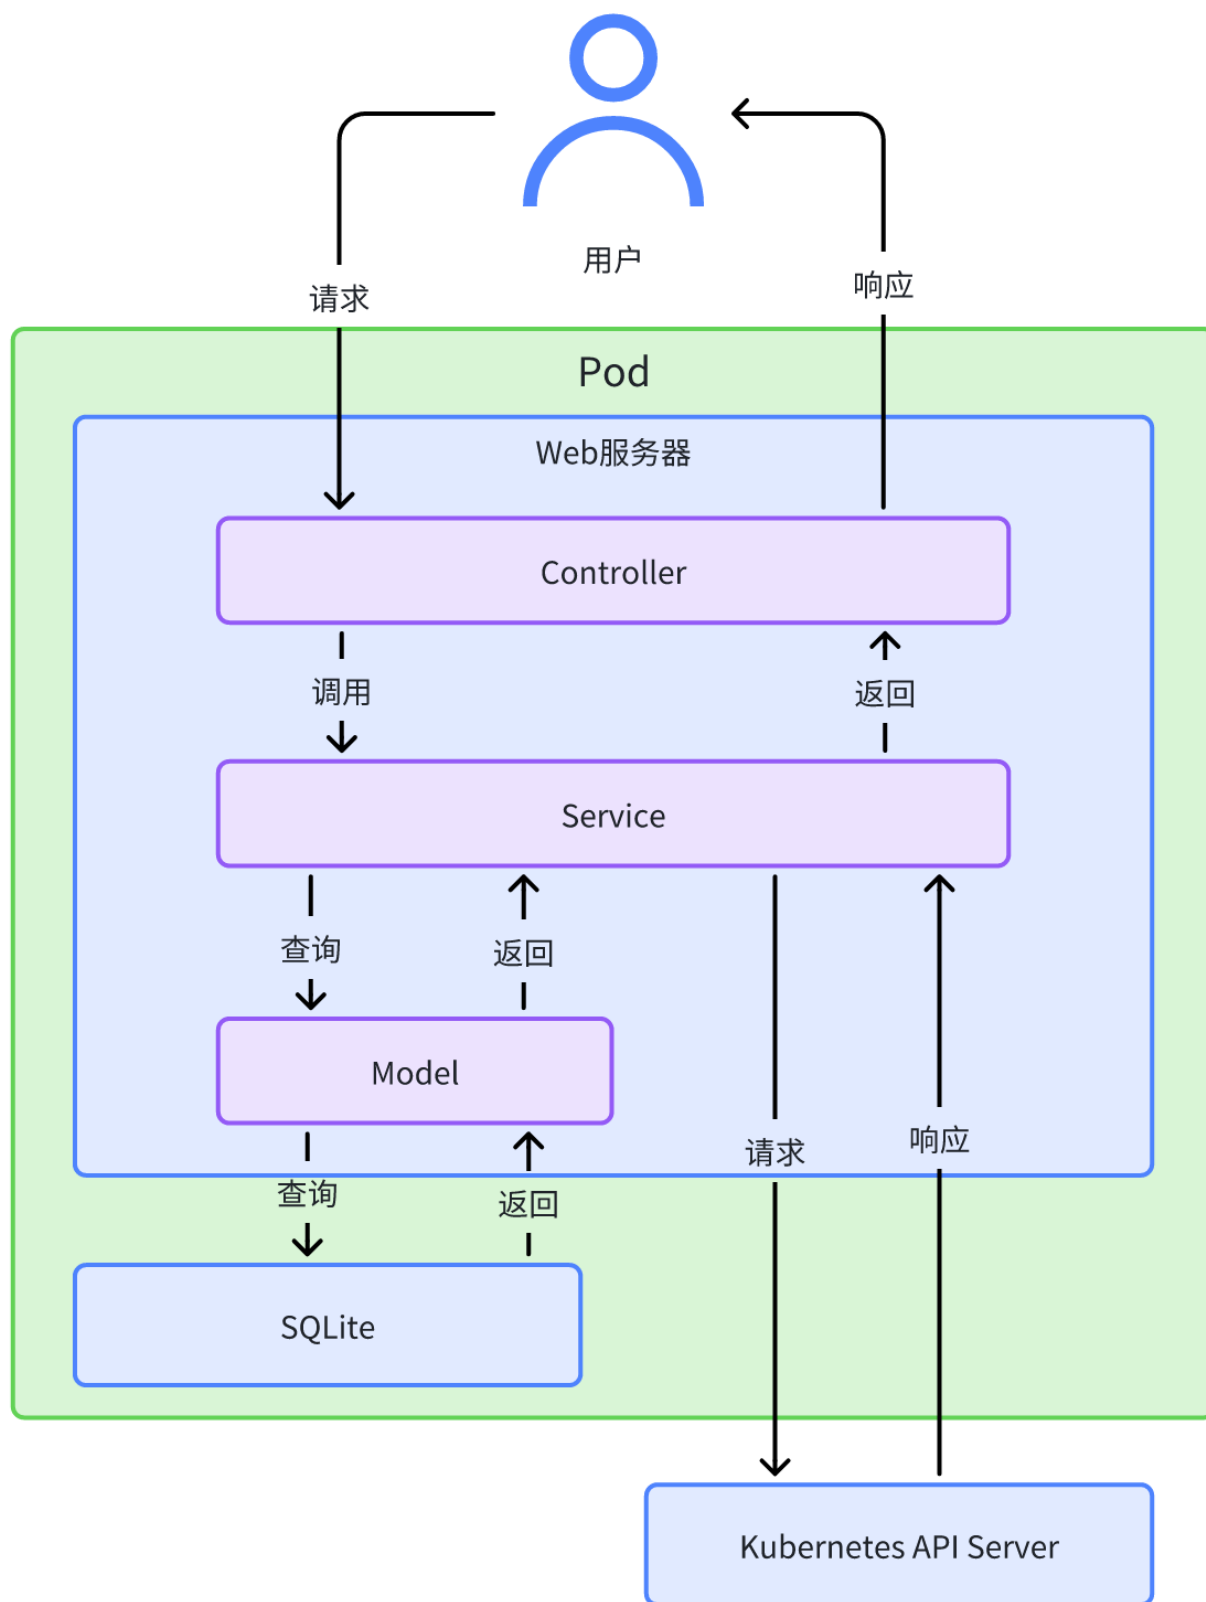 用户
请求
响应
Pod
Web服务器
Controller
调用
返回
Service
查询
返回
Model
请求
响应
查询
返回
SQLite
Kubernetes API Server